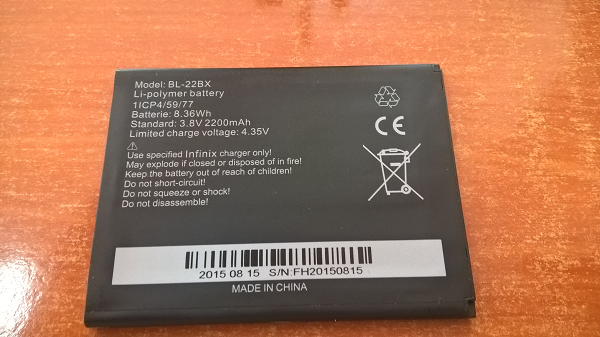 Model: BL-22BX
Li-polymer battery
1ICP4/59/77
Batterie: 8.36Wh
Standard: 3.8V 2200mAh
Limited charge voltage: 4.35V
Use specified Infinix charger only!
May explode if closed or disposed of in fire!
Keep the battery out of reach of children!
Do not short-circuit!
Do not squeeze or shock!
Do not disassemble!
CE
2015 08 15 S/N:FH20150815
MADE IN CHINA